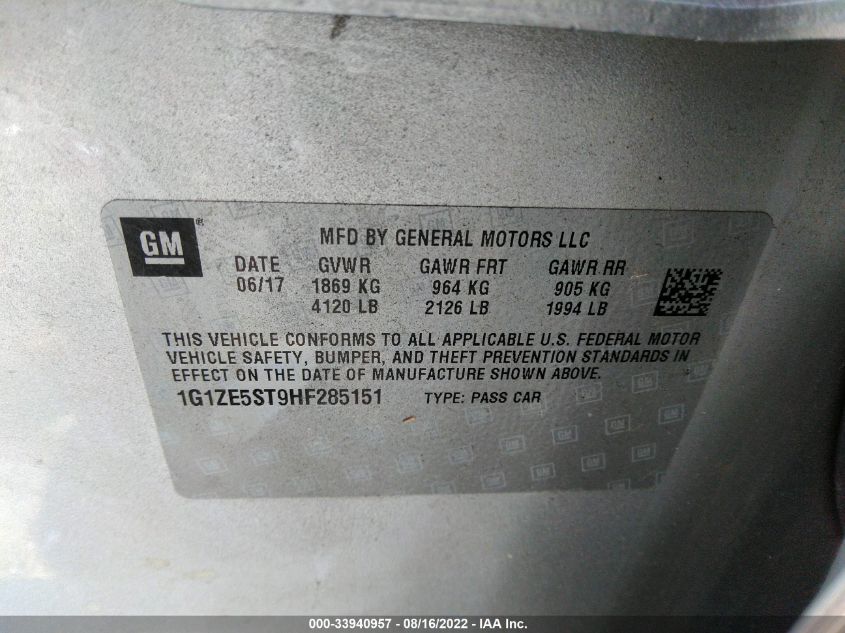 GM ®
MFD BY GENERAL MOTORS LLC
DATE GVWR GAWR FRT GAWR RR
06/17 1869 KG 964 KG 905 KG
4120 LB 2126 LB 1994 LB
THIS VEHICLE CONFORMS TO ALL APPLICABLE U.S. FEDERAL MOTOR
VEHICLE SAFETY, BUMPER, AND THEFT PREVENTION STANDARDS IN
EFFECT ON THE DATE OF MANUFACTURE SHOWN ABOVE.
1G1ZE5ST9HF285151 TYPE: PASS CAR
000-33940957 - 08/16/2022 - IAA Inc.